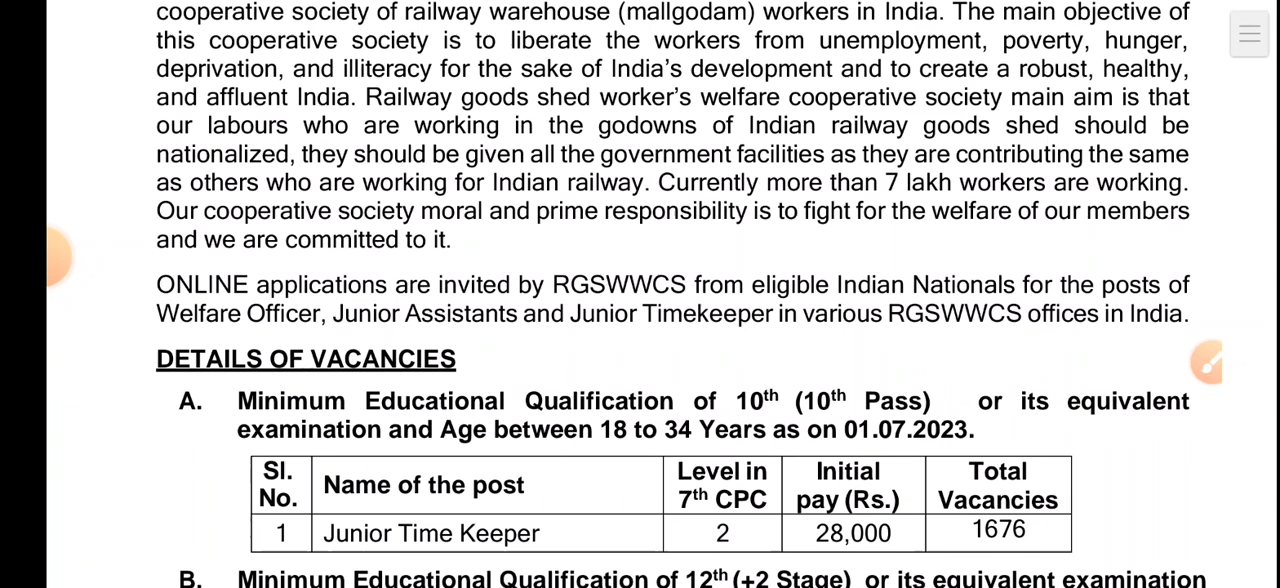 cooperative society of railway warehouse (mallgodam) workers in India. The main objective of
this cooperative society is to liberate the workers from unemployment, poverty, hunger,
deprivation, and illiteracy for the sake of India's development and to create a robust, healthy,
and affluent India. Railway goods shed worker's welfare cooperative society main aim is that
our labours who are working in the godowns of Indian railway goods shed should be
nationalized, they should be given all the government facilities as they are contributing the same
as others who are working for Indian railway. Currently more than 7 lakh workers are working.
Our cooperative society moral and prime responsibility is to fight for the welfare of our members
and we are committed to it.
ONLINE applications are invited by RGSWWCS from eligible Indian Nationals for the posts of
Welfare Officer, Junior Assistants and Junior Timekeeper in various RGSWWCS offices in India.
DETAILS OF VACANCIES
A. Minimum Educational Qualification of 10th (10th Pass) or its equivalent
examination and Age between 18 to 34 Years as on 01.07.2023.
Sl. No. Name of the post Level in 7th CPC Initial pay (Rs.) Total Vacancies
1 Junior Time Keeper 2 28,000 1676
B. Minimum Educational Qualification of 12th (+2 Stage) or its equivalent examination